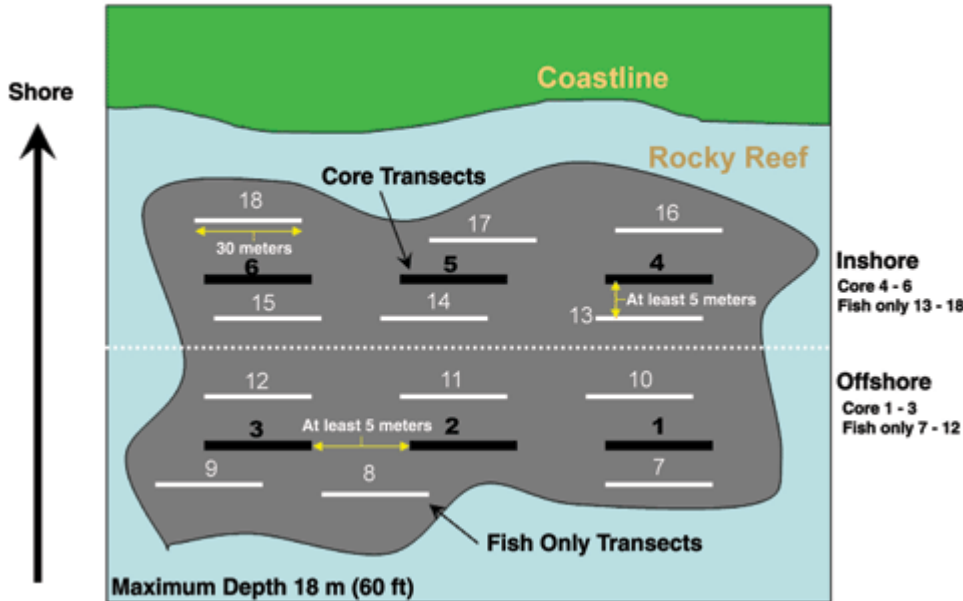 Coastline
Shore
Rocky Reef
Core Transects
18
17
16
30 meters
6
5
4
Inshore
Core 4 - 6
Fish only 13 - 18
At least 5 meters
15
14
13
12
11
10
Offshore
Core 1 - 3
Fish only 7 - 12
At least 5 meters
3
2
1
9
8
7
Fish Only Transects
Maximum Depth 18 m (60 ft)